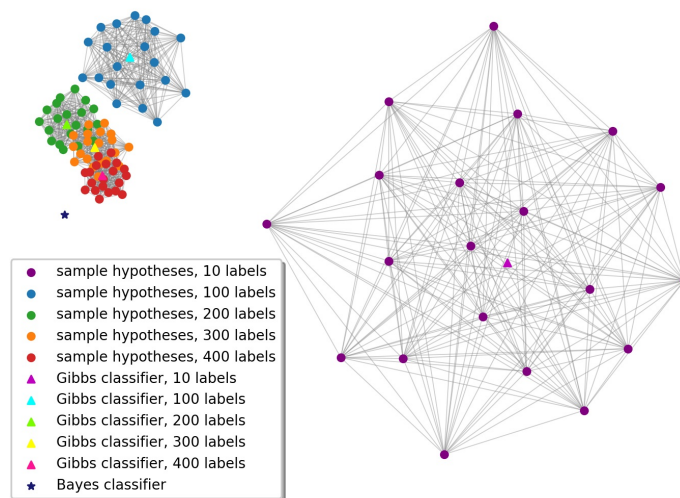 sample hypotheses, 10 labels
sample hypotheses, 100 labels
sample hypotheses, 200 labels
sample hypotheses, 300 labels
sample hypotheses, 400 labels
Gibbs classifier, 10 labels
Gibbs classifier, 100 labels
Gibbs classifier, 200 labels
Gibbs classifier, 300 labels
Gibbs classifier, 400 labels
Bayes classifier